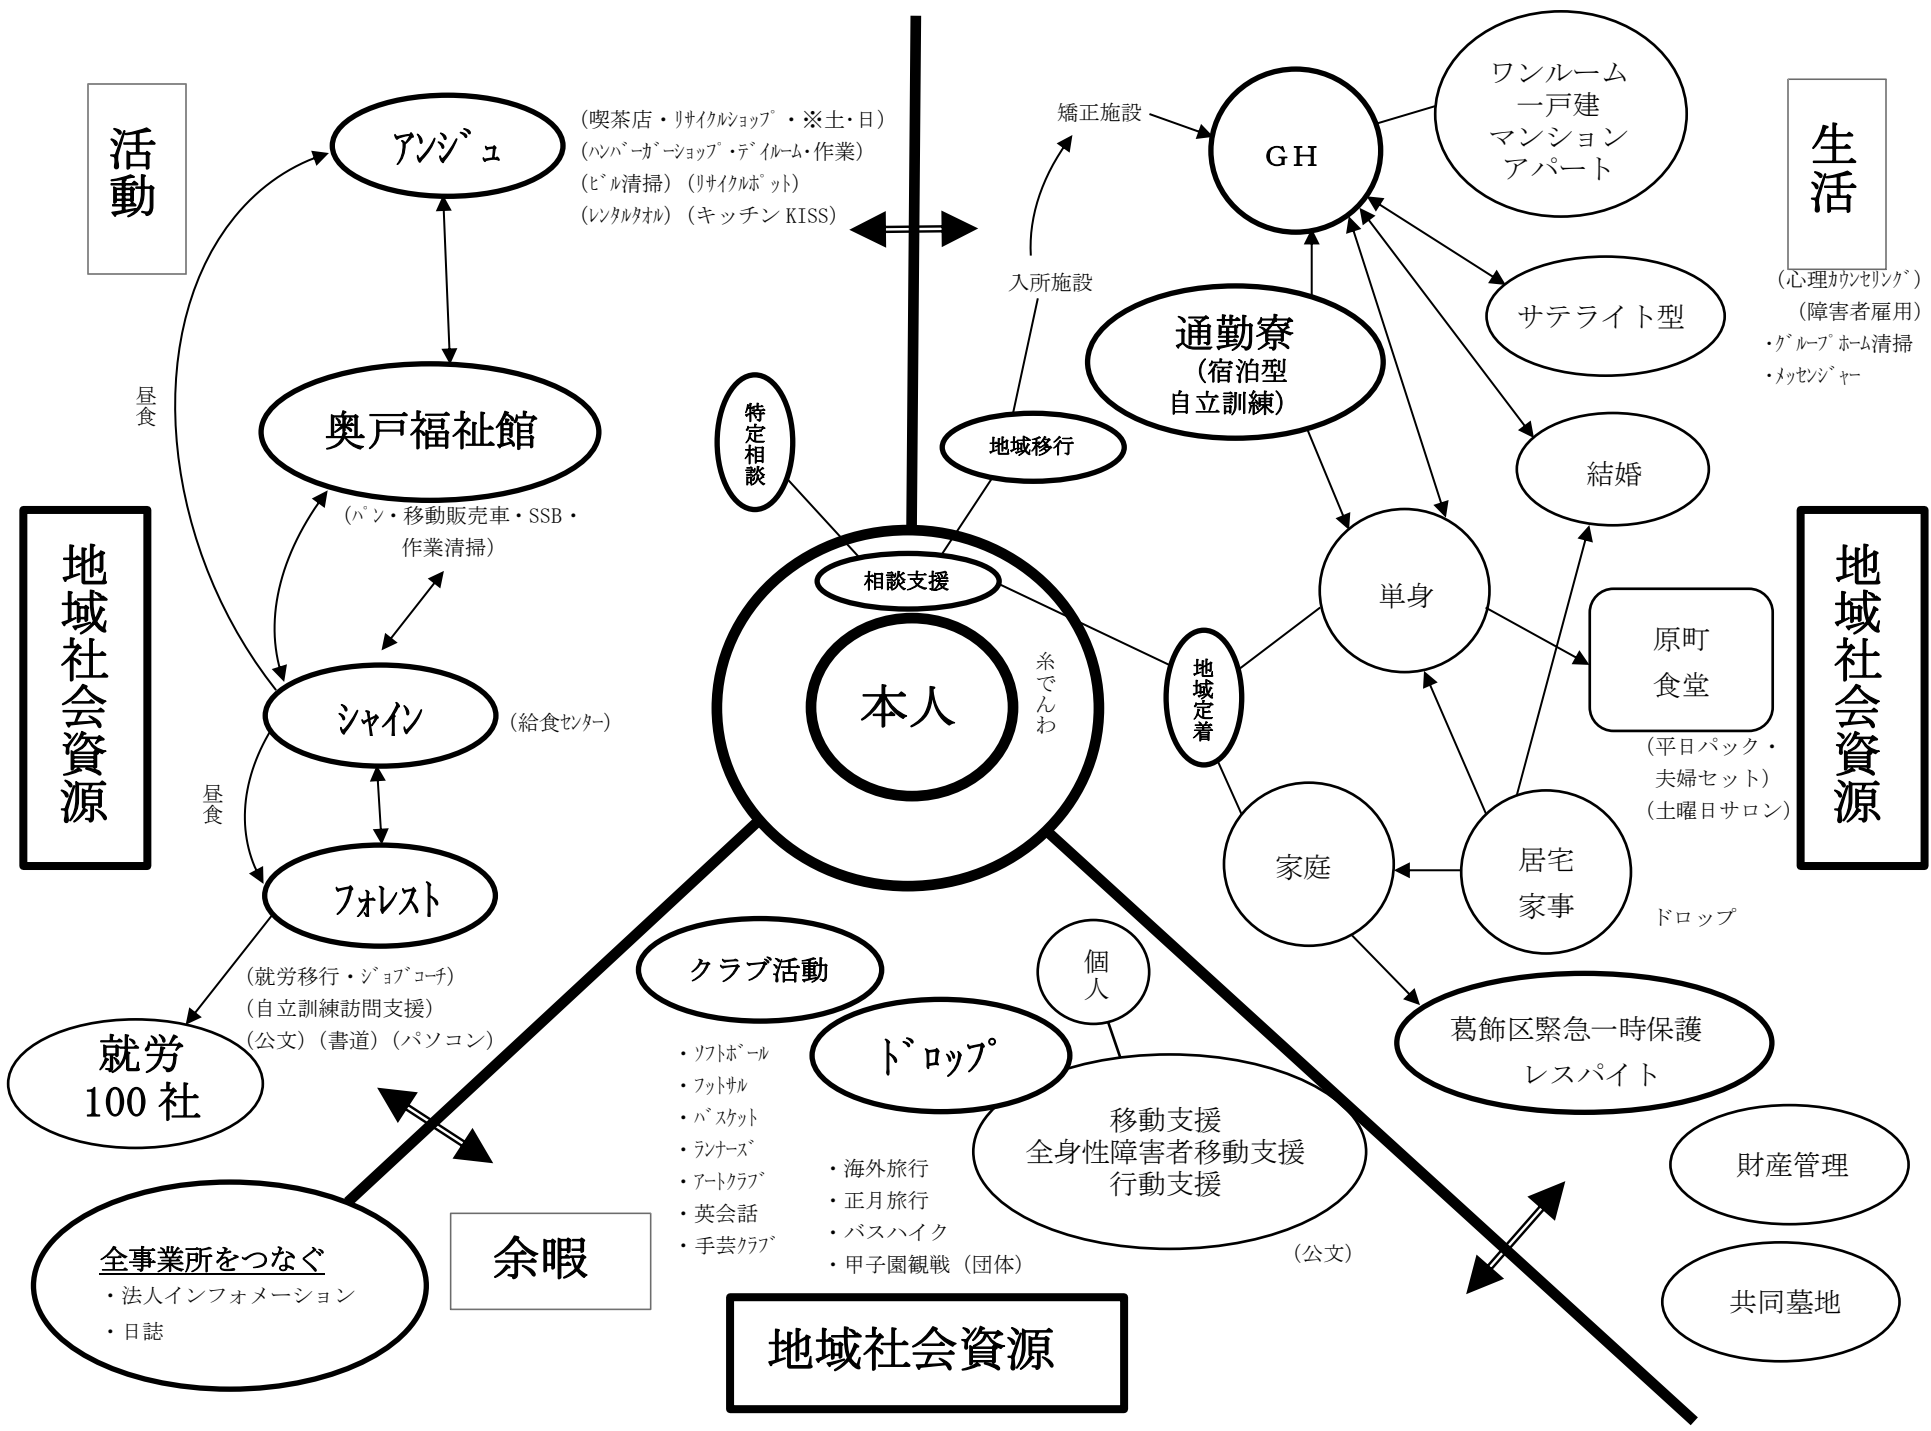 活動
アンジュ
(喫茶店・ﾘｻｲｸﾙｼｮｯﾌﾟ・※土・日)
(ﾊﾝﾊﾞｰｶﾞｰｼｮｯﾌﾟ・ﾃﾞｲﾙｰﾑ・作業)
(ﾋﾞﾙ清掃)(ﾘｻｲｸﾙﾎﾟｯﾄ)
(ﾚﾝﾀﾙﾀｵﾙ)(キッチン KISS)
昼食
奥戸福祉館
(ﾊﾟﾝ・移動販売車・SSB・
作業清掃)
地域社会資源
シャイン
(給食ｾﾝﾀｰ)
昼食
フォレスト
(就労移行・ｼﾞｮﾌﾞｺｰﾁ)
(自立訓練訪問支援)
(公文)(書道)(パソコン)
就労
100 社
全事業所をつなぐ
・法人インフォメーション
・日誌
特定相談
地域移行
相談支援
本人
糸でんわ
地域定着
生活
矯正施設
入所施設
GH
ワンルーム
一戸建
マンション
アパート
(心理ｶｳﾝｾﾘﾝｸﾞ)
(障害者雇用)
・ｸﾞﾙｰﾌﾟﾎｰﾑ清掃
・ﾒｯｾﾝｼﾞｬｰ
サテライト型
通勤寮
(宿泊型
自立訓練)
結婚
単身
原町
食堂
(平日パック・
夫婦セット)
(土曜日サロン)
地域社会資源
家庭
居宅
家事
ドロップ
葛飾区緊急一時保護
レスパイト
財産管理
共同墓地
余暇
クラブ活動
・ｿﾌﾄﾎﾞｰﾙ
・ﾌｯﾄｻﾙ
・ﾊﾞｽｹｯﾄ
・ﾗﾝﾅｰｽﾞ
・ｱｰﾄｸﾗﾌﾞ
・英会話
・手芸ｸﾗﾌﾞ
ドロップ
個人
移動支援
全身性障害者移動支援
行動支援
(公文)
・海外旅行
・正月旅行
・バスハイク
・甲子園観戦(団体)
地域社会資源